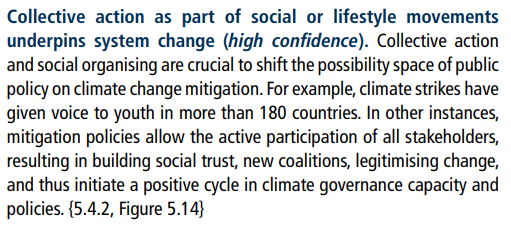 Collective action as part of social or lifestyle movements
underpins system change (high confidence). Collective action
and social organising are crucial to shift the possibility space of public
policy on climate change mitigation. For example, climate strikes have
given voice to youth in more than 180 countries. In other instances,
mitigation policies allow the active participation of all stakeholders,
resulting in building social trust, new coalitions, legitimising change,
and thus initiate a positive cycle in climate governance capacity and
policies. {5.4.2, Figure 5.14}